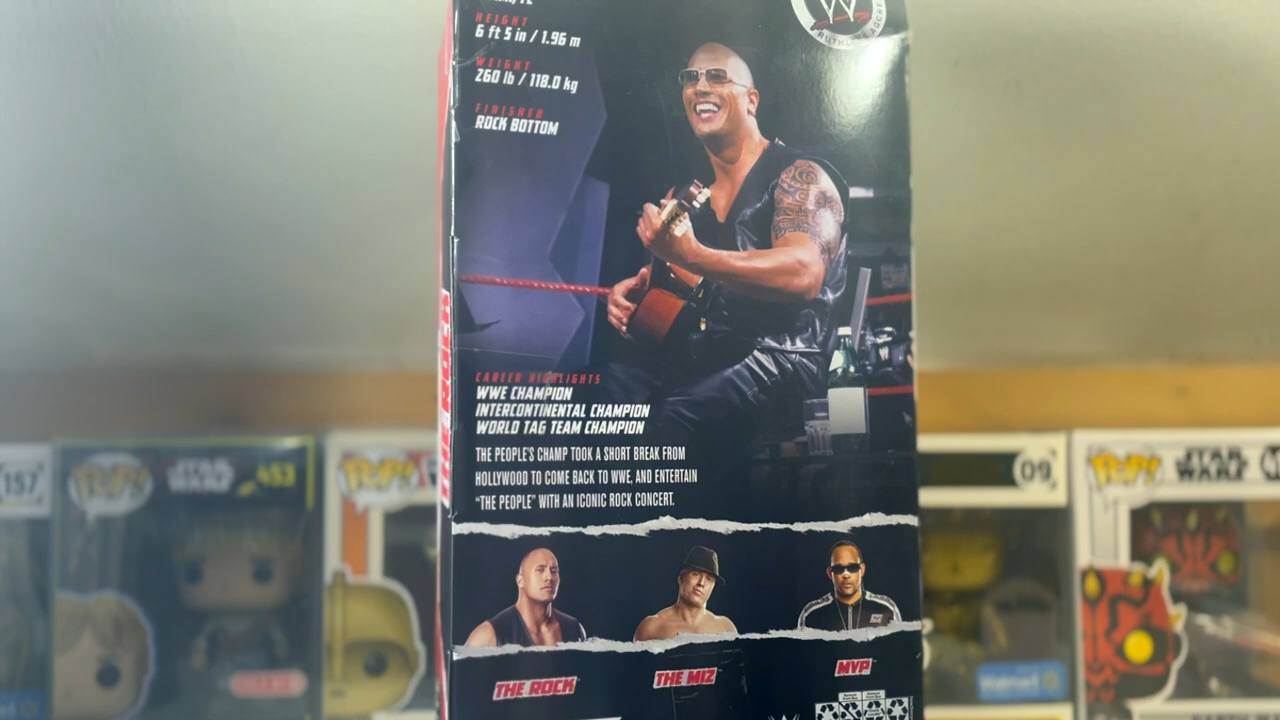 HEIGHT
6 ft 5 in / 1.96 m
WEIGHT
260 lb / 118.0 kg
FINISHER
ROCK BOTTOM
THE ROCK
CAREER HIGHLIGHTS
WWE CHAMPION
INTERCONTINENTAL CHAMPION
WORLD TAG TEAM CHAMPION
THE PEOPLE'S CHAMP TOOK A SHORT BREAK FROM
HOLLYWOOD TO COME BACK TO WWE, AND ENTERTAIN
"THE PEOPLE" WITH AN ICONIC ROCK CONCERT.
THE ROCK
THE MIZ
MVP
157
POP!
STAR
WARS
453
POP!
09
POP!
STAR
WARS